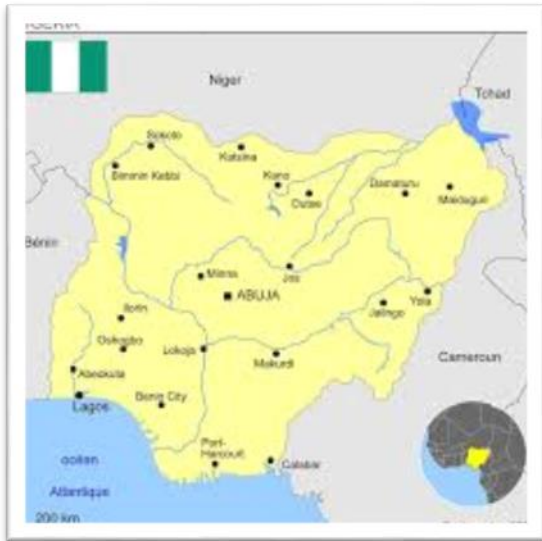 Niger
Tchad
Sokoto
Katsina
Birnin Kebbi
Kano
Dutse
Damaturu
Maiduguri
Bénin
Minna
Jos
ABUJA
Yola
Jalingo
Ilorin
Oshogbo
Lokoja
Makurdi
Cameroun
Abeokuta
Lagos
Benin City
Port-
Harcourt
Calabar
océan
Atlantique
200 km